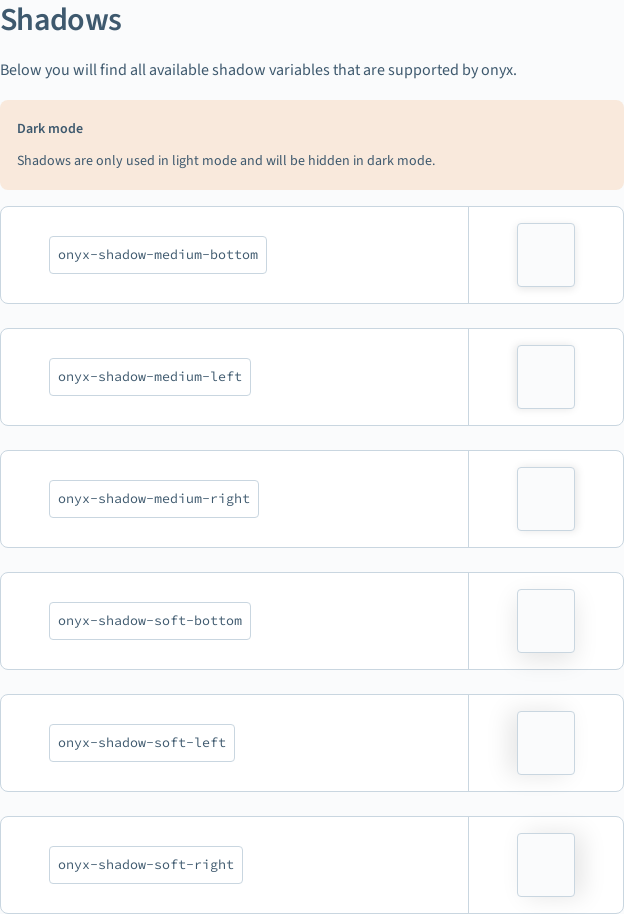 Shadows
Below you will find all available shadow variables that are supported by onyx.
Dark mode
Shadows are only used in light mode and will be hidden in dark mode.
onyx-shadow-medium-bottom
onyx-shadow-medium-left
onyx-shadow-medium-right
onyx-shadow-soft-bottom
onyx-shadow-soft-left
onyx-shadow-soft-right